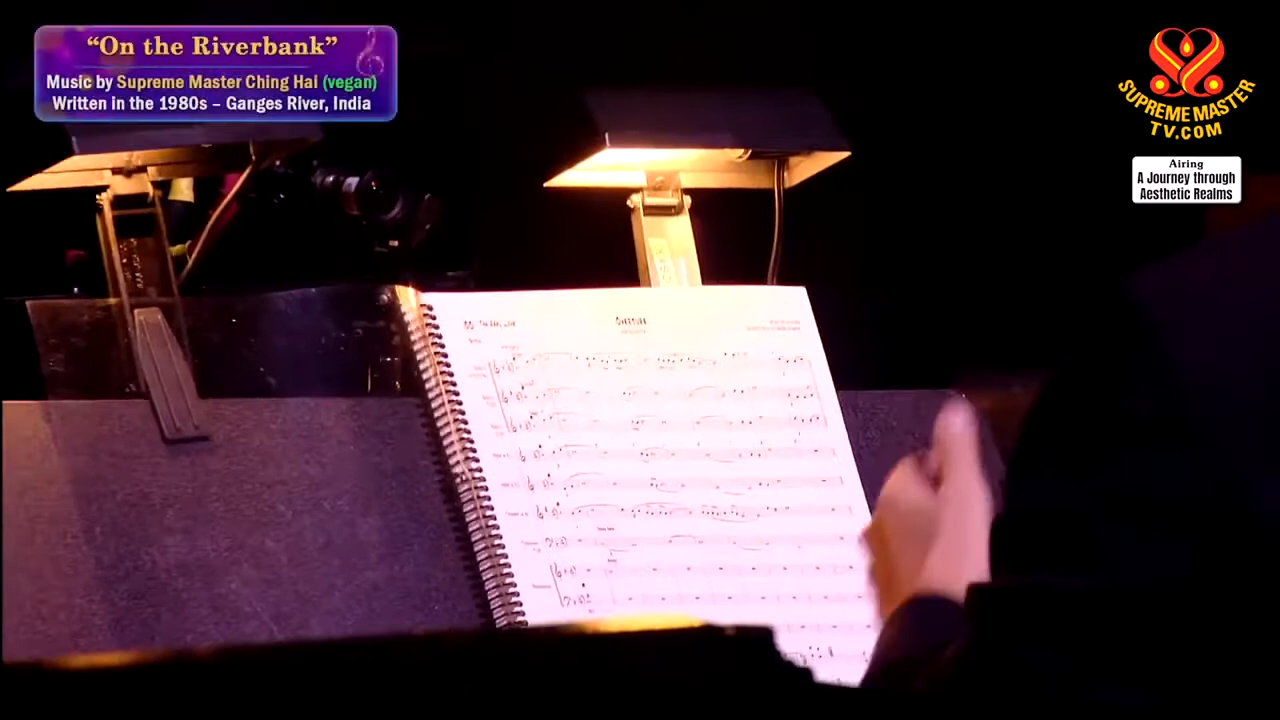 “On the Riverbank”
Music by Supreme Master Ching Hai (vegan)
Written in the 1980s – Ganges River, India
SUPREME MASTER
TV.COM
Airing
A Journey through
Aesthetic Realms
OVERTURE